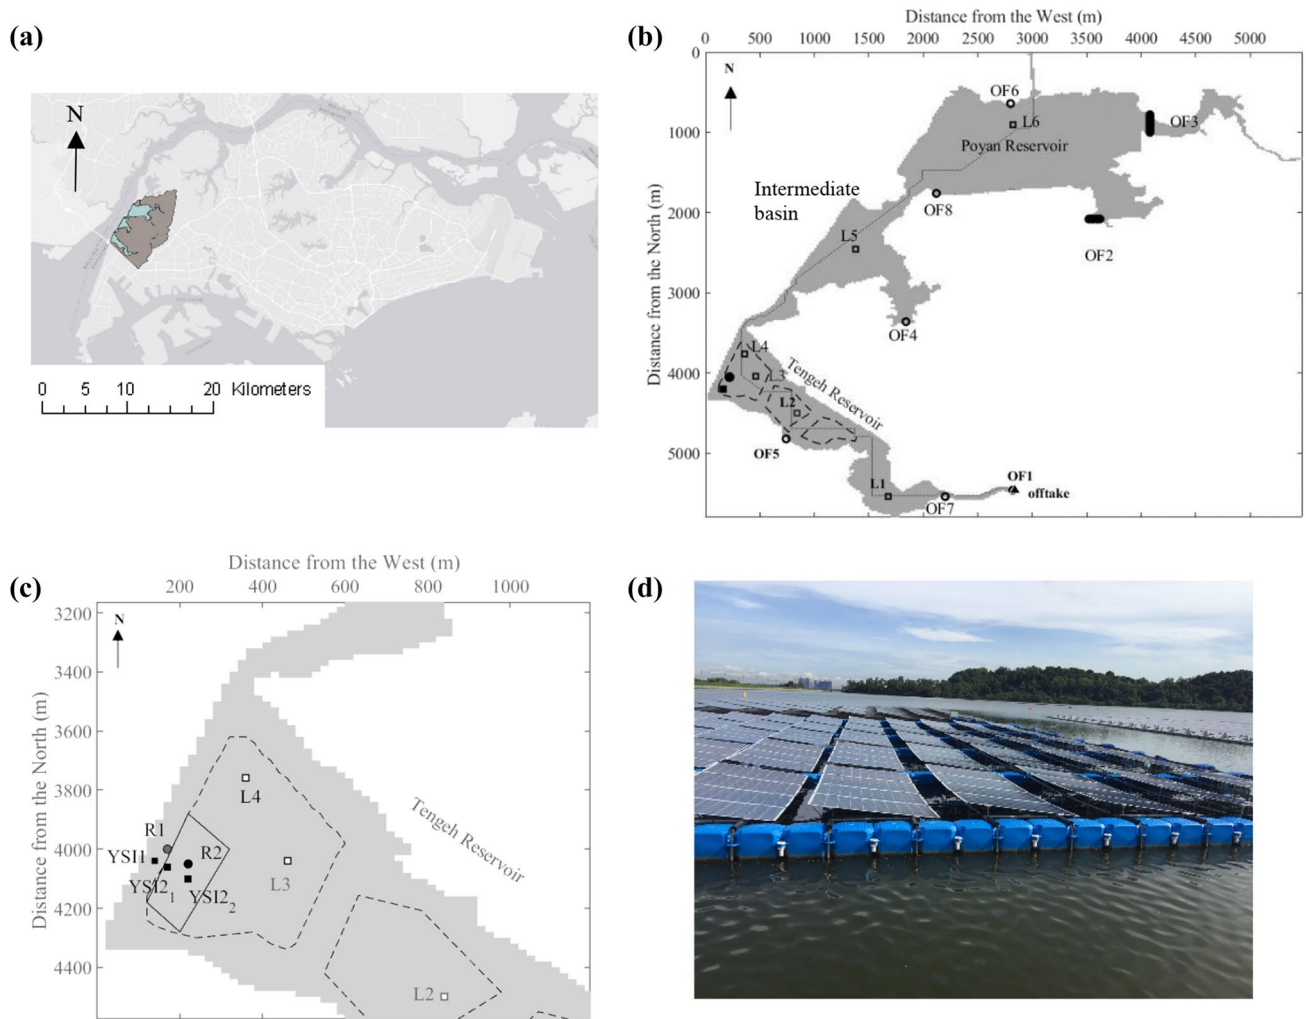 (a)
N
0 5 10 20 Kilometers
(b)
Distance from the West (m)
0 500 1000 1500 2000 2500 3000 3500 4000 4500 5000
Distance from the North (m)
0
1000
2000
3000
4000
5000
N
OF6
L6
OF3
Poyan Reservoir
Intermediate
basin
OF8
OF2
L5
OF4
L4
L3
L2
Tengeh Reservoir
OF5
L1
OF7
OF1
offtake
(c)
Distance from the West (m)
200 400 600 800 1000
Distance from the North (m)
3200
3400
3600
3800
4000
4200
4400
N
L4
R1
R2
YSI1
YSI2₁
YSI2₂
L3
L2
Tengeh Reservoir
(d)